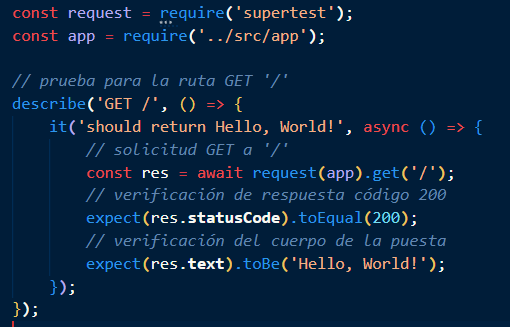 const request = require('supertest');
const app = require('../src/app');

// prueba para la ruta GET '/'
describe('GET /', () => {
    it('should return Hello, World!', async () => {
        // solicitud GET a '/'
        const res = await request(app).get('/');
        // verificación de respuesta código 200
        expect(res.statusCode).toEqual(200);
        // verificación del cuerpo de la puesta
        expect(res.text).toBe('Hello, World!');
    });
});